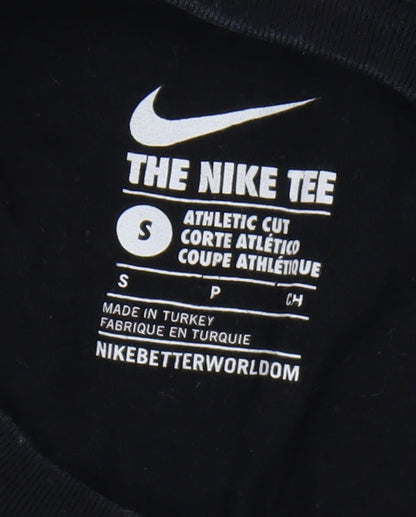 THE NIKE TEE
S
ATHLETIC CUT
CORTE ATLÉTICO
COUPE ATHLÉTIQUE
S P CH
MADE IN TURKEY
FABRIQUE EN TURQUIE
NIKEBETTERWORLDOM